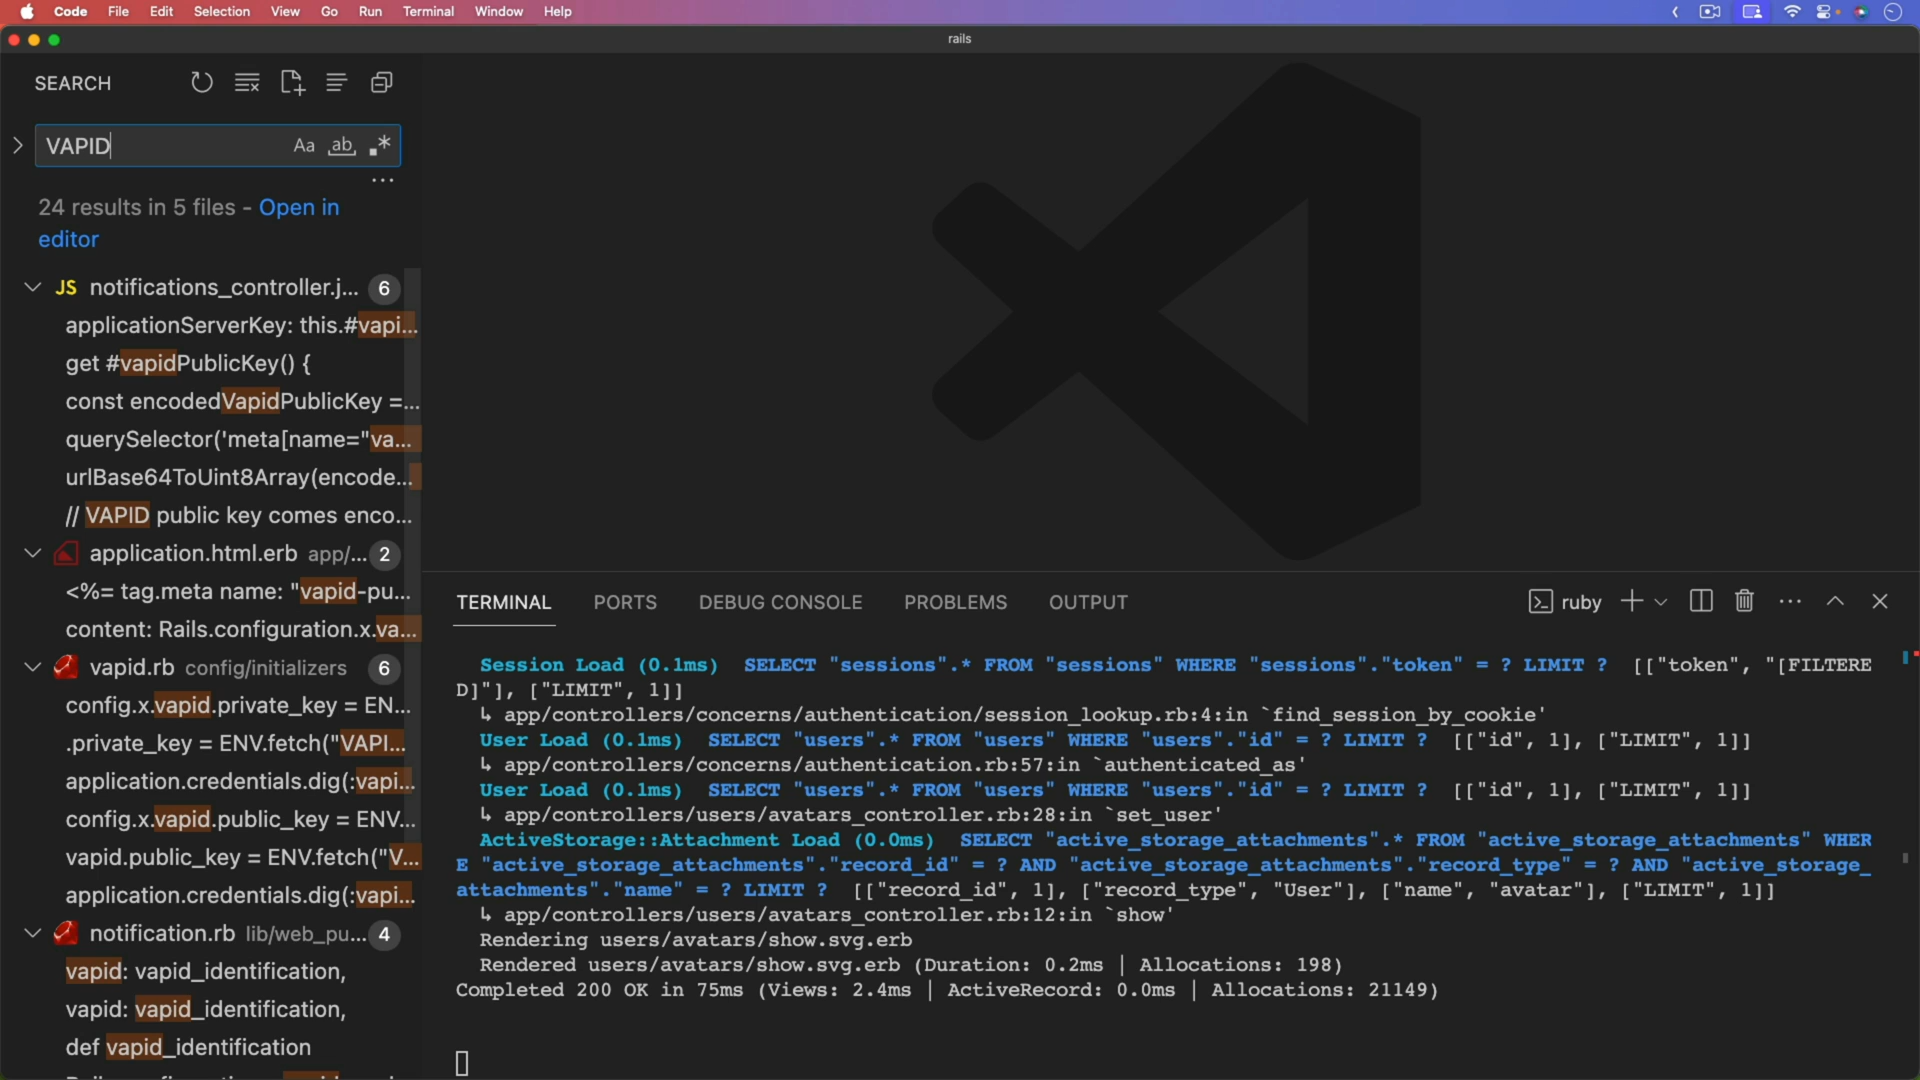 Code File Edit Selection View Go Run Terminal Window Help
rails
SEARCH
VAPID
Aa ab .*
24 results in 5 files - Open in
editor
JS notifications_controller.j... 6
applicationServerKey: this.#vapi...
get #vapidPublicKey() {
const encodedVapidPublicKey =...
querySelector('meta[name="va...
urlBase64ToUint8Array(encode...
// VAPID public key comes enco...
application.html.erb app/... 2
<%= tag.meta name: "vapid-pu...
content: Rails.configuration.x.va...
vapid.rb config/initializers 6
config.x.vapid.private_key = EN...
.private_key = ENV.fetch("VAPI...
application.credentials.dig(:vapi...
config.x.vapid.public_key = ENV...
vapid.public_key = ENV.fetch("V...
application.credentials.dig(:vapi...
notification.rb lib/web_pu... 4
vapid: vapid_identification,
vapid: vapid_identification,
def vapid_identification
TERMINAL PORTS DEBUG CONSOLE PROBLEMS OUTPUT
ruby
Session Load (0.1ms) SELECT "sessions".* FROM "sessions" WHERE "sessions"."token" = ? LIMIT ? [["token", "[FILTERE
D]"], ["LIMIT", 1]]
↳ app/controllers/concerns/authentication/session_lookup.rb:4:in `find_session_by_cookie'
User Load (0.1ms) SELECT "users".* FROM "users" WHERE "users"."id" = ? LIMIT ? [["id", 1], ["LIMIT", 1]]
↳ app/controllers/concerns/authentication.rb:57:in `authenticated_as'
User Load (0.1ms) SELECT "users".* FROM "users" WHERE "users"."id" = ? LIMIT ? [["id", 1], ["LIMIT", 1]]
↳ app/controllers/users/avatars_controller.rb:28:in `set_user'
ActiveStorage::Attachment Load (0.0ms) SELECT "active_storage_attachments".* FROM "active_storage_attachments" WHER
E "active_storage_attachments"."record_id" = ? AND "active_storage_attachments"."record_type" = ? AND "active_storage_
attachments"."name" = ? LIMIT ? [["record_id", 1], ["record_type", "User"], ["name", "avatar"], ["LIMIT", 1]]
↳ app/controllers/users/avatars_controller.rb:12:in `show'
Rendering users/avatars/show.svg.erb
Rendered users/avatars/show.svg.erb (Duration: 0.2ms | Allocations: 198)
Completed 200 OK in 75ms (Views: 2.4ms | ActiveRecord: 0.0ms | Allocations: 21149)